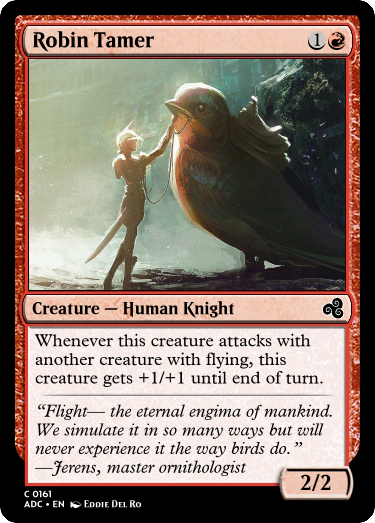 Robin Tamer 1
Creature — Human Knight
Whenever this creature attacks with
another creature with flying, this
creature gets +1/+1 until end of turn.
“Flight— the eternal engima of mankind.
We simulate it in so many ways but will
never experience it the way birds do.”
—Jerens, master ornithologist
2/2
C 0161
ADC • EN Eddie Del Ro